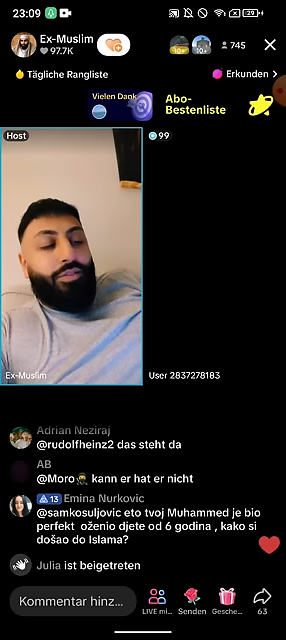 23:09
29
Ex-Muslim
97.7K
10+
10+
745
Tägliche Rangliste
Erkunden >
Vielen Dank
Abo-
Bestenliste
Host
99
Ex-Muslim
User 2837278183
Adrian Neziraj
@rudolfheinz2 das steht da
AB
@Moro🥷 kann er hat er nicht
13 Emina Nurkovic
@samkosuljovic eto tvoj Muhammed je bio
perfekt oženio djete od 6 godina , kako si
došao do Islama?
Julia ist beigetreten
Kommentar hinz...
LIVE mi...
Senden
Gesche...
63